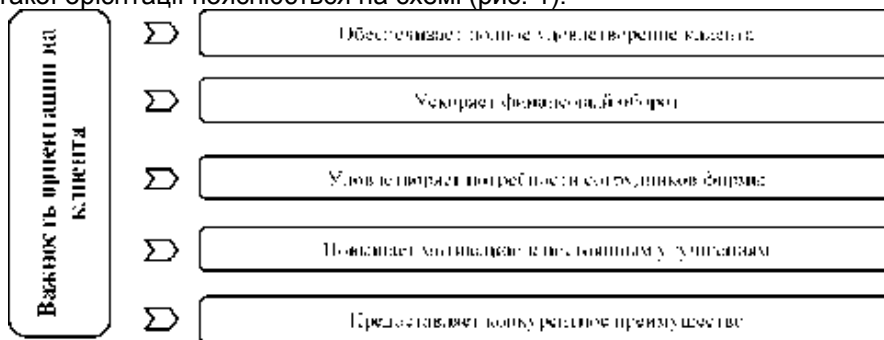 такої орієнтації пояснюється на схемі (рис. 1).
Важность ориентации на
клиента
Обеспечивает полное удовлетворение клиента
Ускоряет финансовый оборот
Удовлетворяет потребности сотрудников фирмы
Повышает мотивацию к постоянным улучшениям
Предоставляет конкурентное преимущество